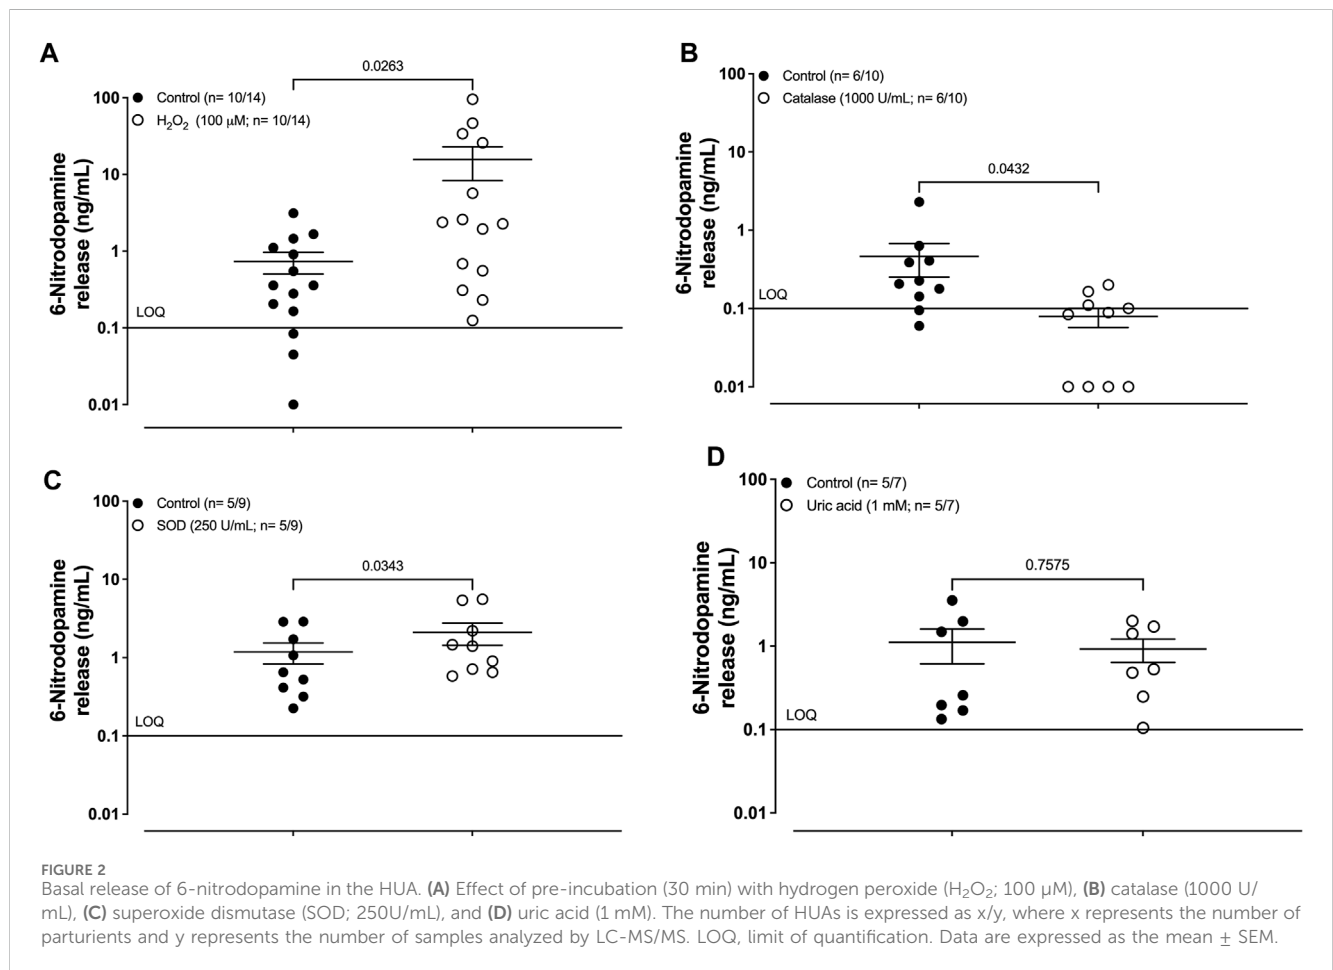 A
0.0263
100
10
1
0.1
0.01
6-Nitrodopamine
release (ng/mL)
Control (n= 10/14)
H₂O₂ (100 μM; n= 10/14)
LOQ
B
100
10
1
0.1
0.01
6-Nitrodopamine
release (ng/mL)
Control (n= 6/10)
Catalase (1000 U/mL; n= 6/10)
0.0432
LOQ
C
100
10
1
0.1
0.01
6-Nitrodopamine
release (ng/mL)
Control (n= 5/9)
SOD (250 U/mL; n= 5/9)
0.0343
LOQ
D
100
10
1
0.1
0.01
6-Nitrodopamine
release (ng/mL)
Control (n= 5/7)
Uric acid (1 mM; n= 5/7)
0.7575
LOQ
FIGURE 2
Basal release of 6-nitrodopamine in the HUA. (A) Effect of pre-incubation (30 min) with hydrogen peroxide (H₂O₂; 100 μM), (B) catalase (1000 U/
mL), (C) superoxide dismutase (SOD; 250U/mL), and (D) uric acid (1 mM). The number of HUAs is expressed as x/y, where x represents the number of
parturients and y represents the number of samples analyzed by LC-MS/MS. LOQ, limit of quantification. Data are expressed as the mean ± SEM.